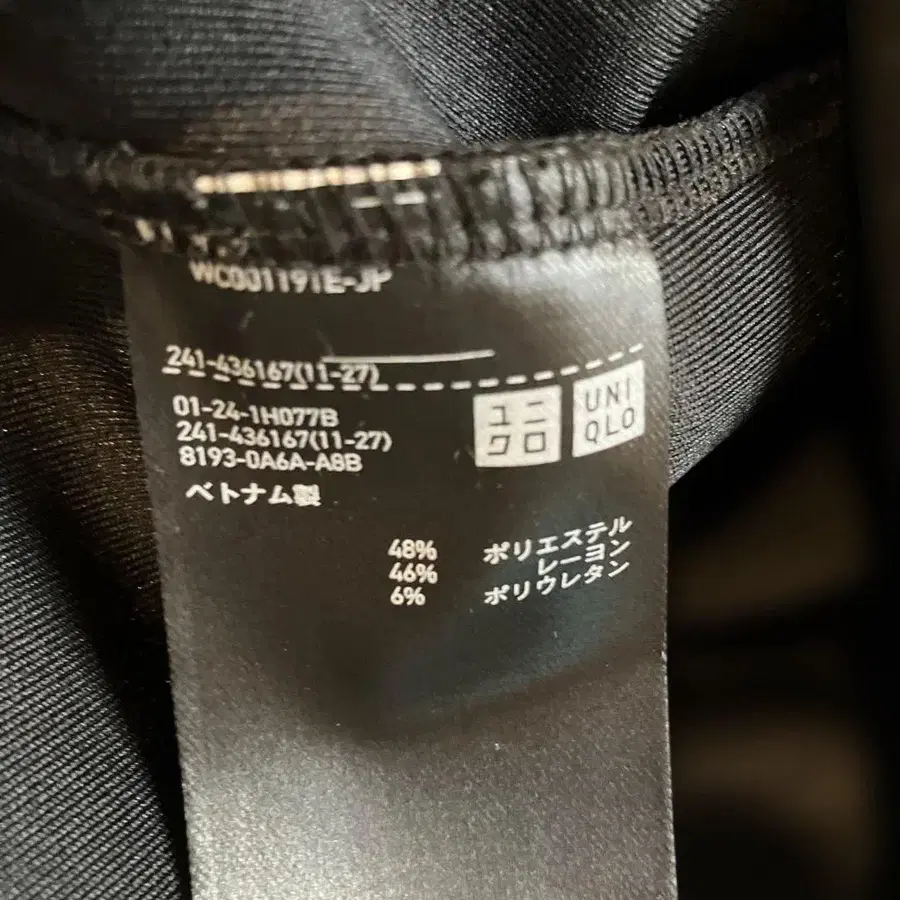 WC001191E-JP
241-436167(11-27)
01-24-1H077B
241-436167(11-27)
8193-0A6A-A8B
ベトナム製
ユニ
クロ
UNI
QLO
48% ポリエステル
46% レーヨン
6% ポリウレタン